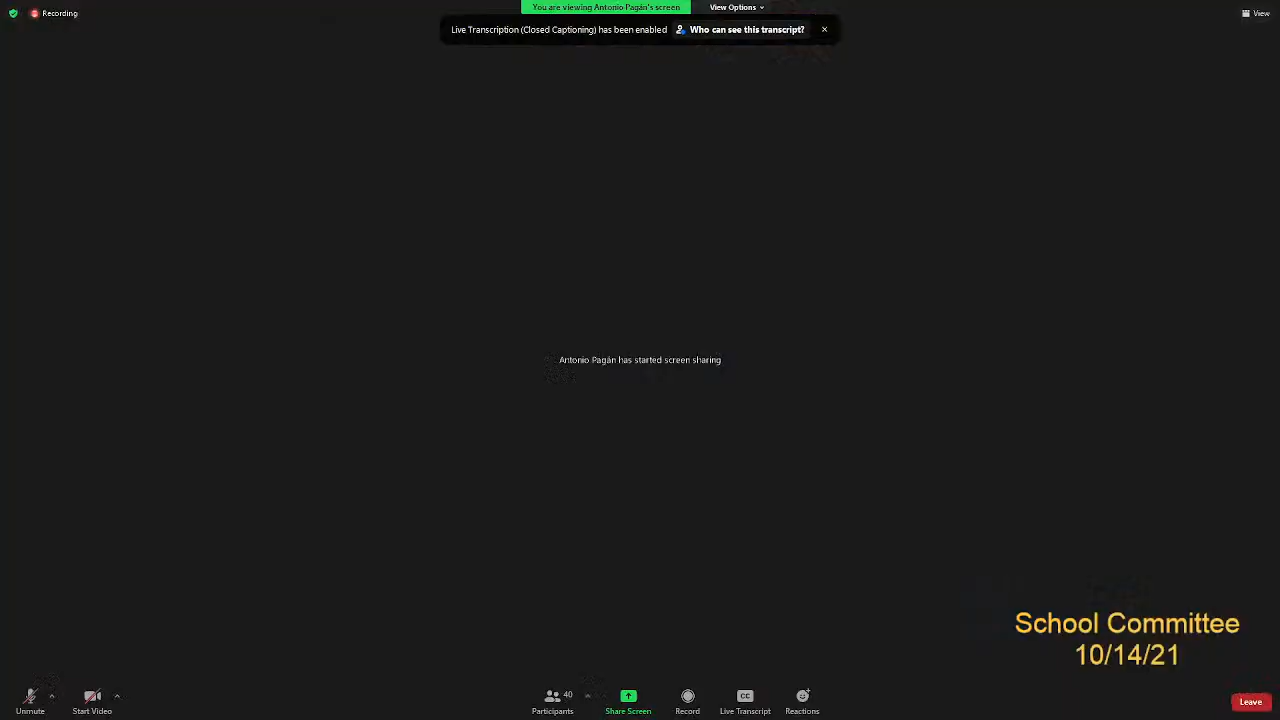 Recording
You are viewing Antonio Pagán's screen
View Options
View
Live Transcription (Closed Captioning) has been enabled
Who can see this transcript?
Antonio Pagán has started screen sharing
School Committee
10/14/21
Unmute
Start Video
40
Participants
Share Screen
Record
CC
Live Transcript
Reactions
Leave